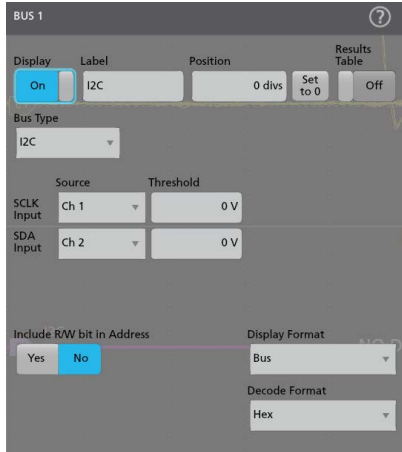 BUS 1 ?
Display Label Position Results Table
On I2C 0 divs Set to 0 Off
Bus Type
I2C
Source Threshold
SCLK Input Ch 1 0 V
SDA Input Ch 2 0 V
Include R/W bit in Address Display Format
Yes No Bus
Decode Format
Hex